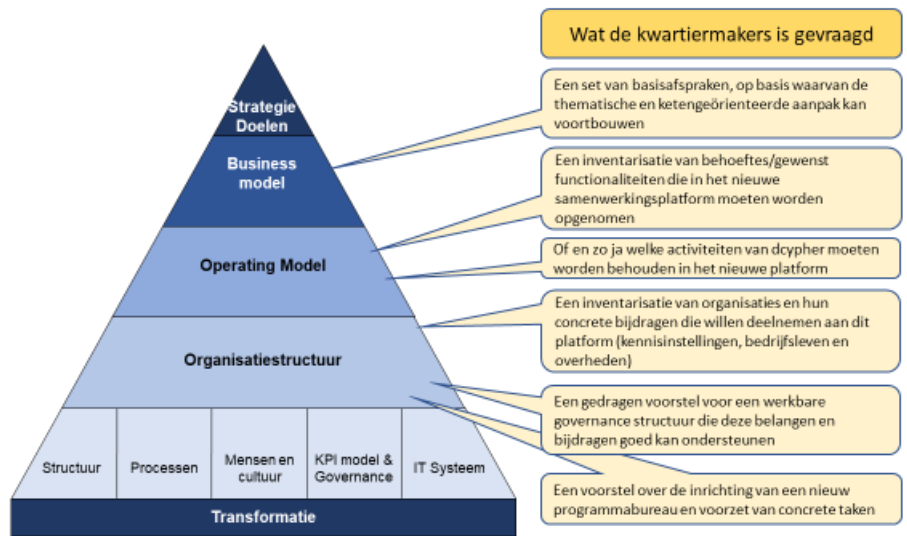 Wat de kwartiermakers is gevraagd
Strategie
Doelen
Business
model
Operating Model
Organisatiestructuur
Structuur
Processen
Mensen en
cultuur
KPI model &
Governance
IT Systeem
Transformatie
Een set van basisafspraken, op basis waarvan de
thematische en ketengeörienteerde aanpak kan
voortbouwen
Een inventarisatie van behoeftes/gewenst
functionaliteiten die in het nieuwe
samenwerkingsplatform moeten worden
opgenomen
Of en zo ja welke activiteiten van dcypher moeten
worden behouden in het nieuwe platform
Een inventarisatie van organisaties en hun
concrete bijdragen die willen deelnemen aan dit
platform (kennisinstellingen, bedrijfsleven en
overheden)
Een gedragen voorstel voor een werkbare
governance structuur die deze belangen en
bijdragen goed kan ondersteunen
Een voorstel over de inrichting van een nieuw
programmabureau en voorzet van concrete taken